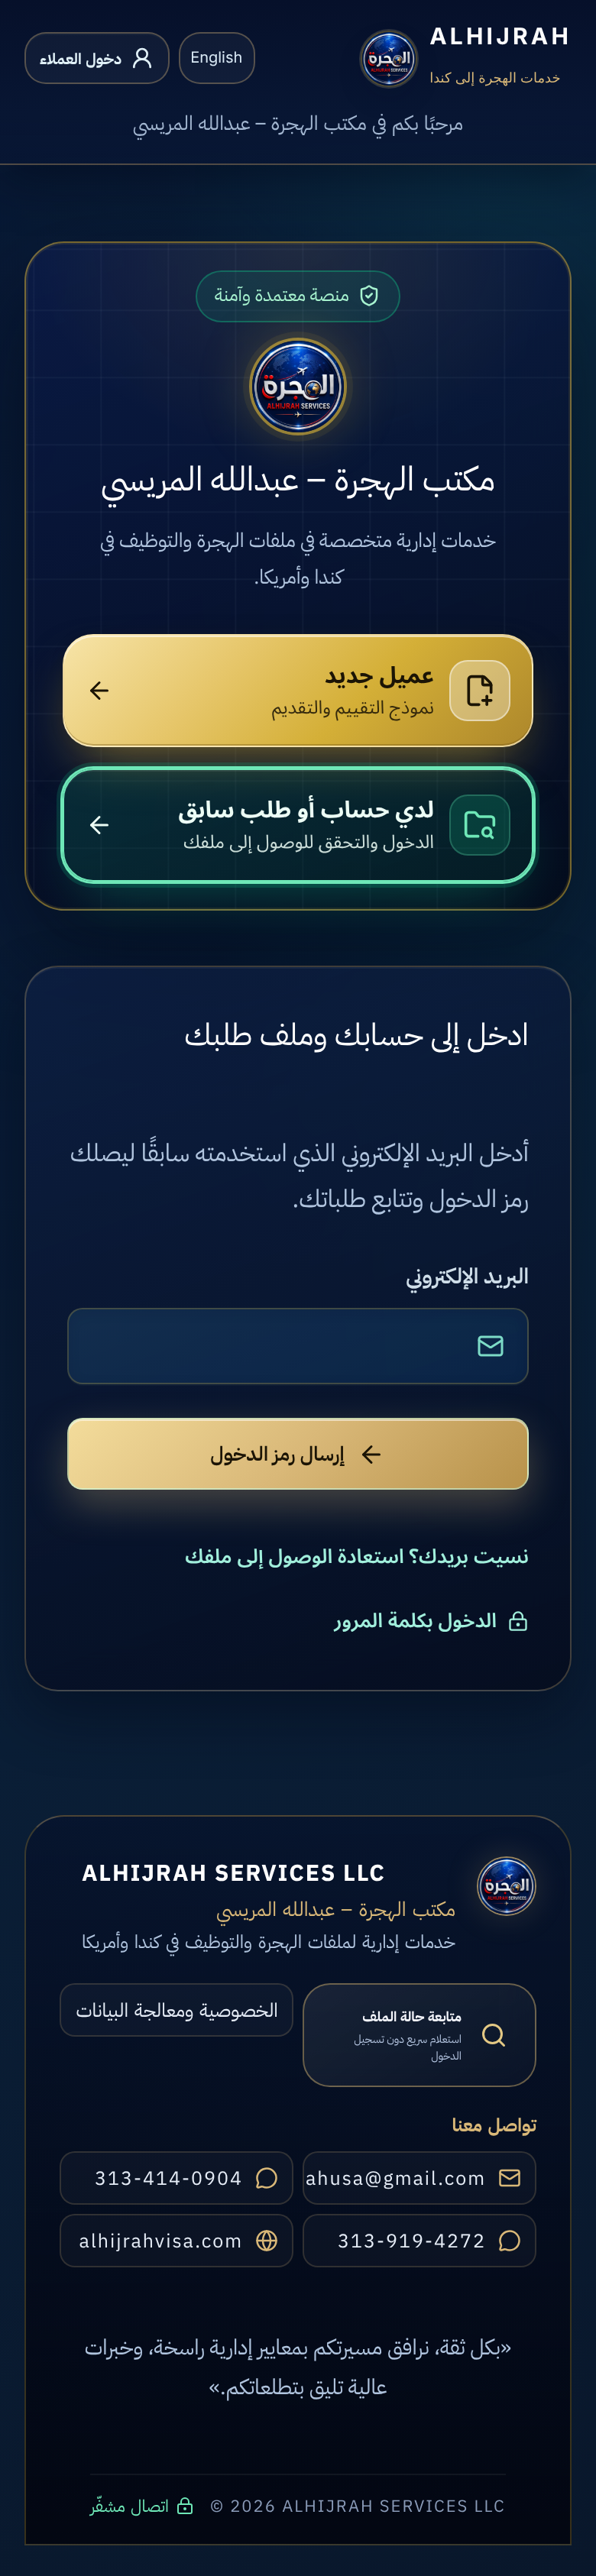 ALHIJRAH
خدمات الهجرة إلى كندا
English
دخول العملاء
مرحبًا بكم في مكتب الهجرة – عبدالله المريسي
منصة معتمدة وآمنة
الهجرة
ALHIJRAH SERVICES
مكتب الهجرة – عبدالله المريسي
خدمات إدارية متخصصة في ملفات الهجرة والتوظيف في
كندا وأمريكا.
عميل جديد
نموذج التقييم والتقديم
لدي حساب أو طلب سابق
الدخول والتحقق للوصول إلى ملفك
ادخل إلى حسابك وملف طلبك
أدخل البريد الإلكتروني الذي استخدمته سابقًا ليصلك
رمز الدخول وتتابع طلباتك.
البريد الإلكتروني
إرسال رمز الدخول
نسيت بريدك؟ استعادة الوصول إلى ملفك
الدخول بكلمة المرور
ALHIJRAH SERVICES LLC
مكتب الهجرة – عبدالله المريسي
خدمات إدارية لملفات الهجرة والتوظيف في كندا وأمريكا
متابعة حالة الملف
استعلام سريع دون تسجيل
الدخول
الخصوصية ومعالجة البيانات
تواصل معنا
ahusa@gmail.com
313-414-0904
313-919-4272
alhijrahvisa.com
«بكل ثقة، نرافق مسيرتكم بمعايير إدارية راسخة، وخبرات
عالية تليق بتطلعاتكم.»
© 2026 ALHIJRAH SERVICES LLC
اتصال مشفّر